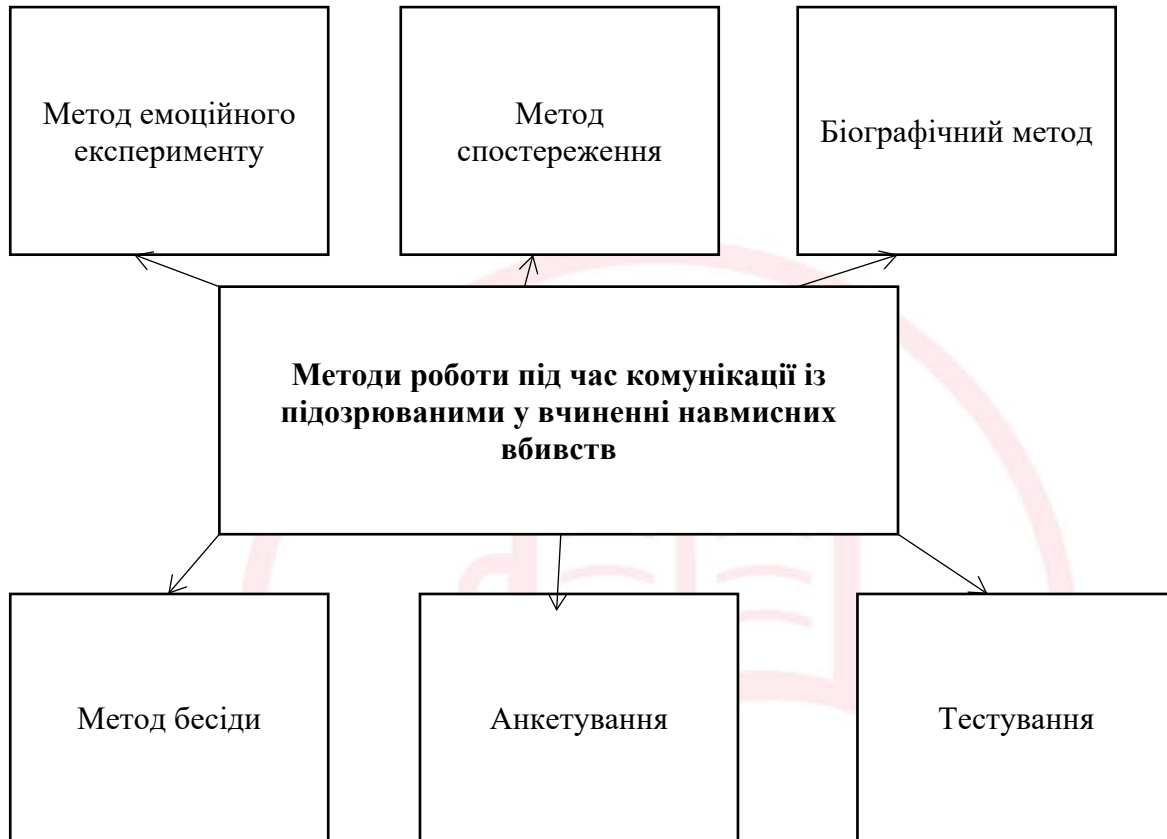 Метод емоційного
експерименту
Метод
спостереження
Біографічний метод
Методи роботи під час комунікації із
підозрюваними у вчиненні навмисних
вбивств
Метод бесіди
Анкетування
Тестування